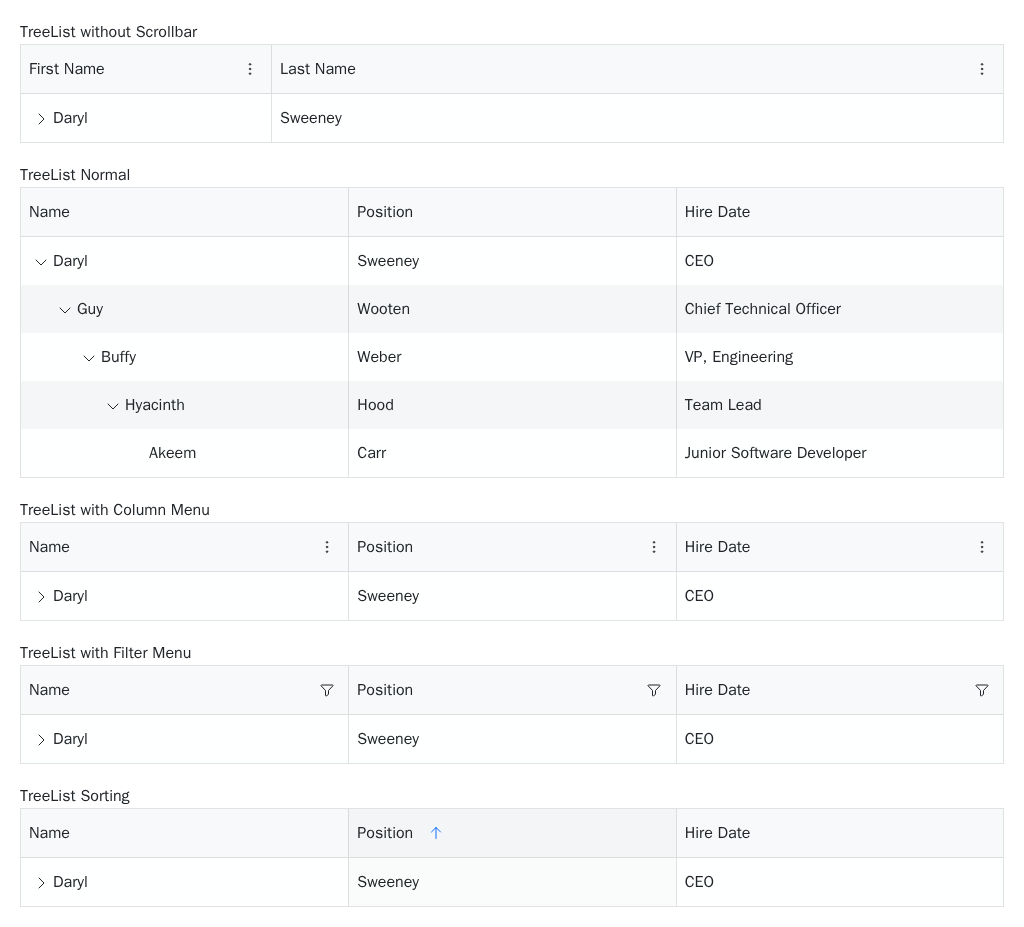 TreeList without Scrollbar
First Name Last Name
Daryl Sweeney
TreeList Normal
Name Position Hire Date
Daryl Sweeney CEO
Guy Wooten Chief Technical Officer
Buffy Weber VP, Engineering
Hyacinth Hood Team Lead
Akeem Carr Junior Software Developer
TreeList with Column Menu
Name Position Hire Date
Daryl Sweeney CEO
TreeList with Filter Menu
Name Position Hire Date
Daryl Sweeney CEO
TreeList Sorting
Name Position Hire Date
Daryl Sweeney CEO